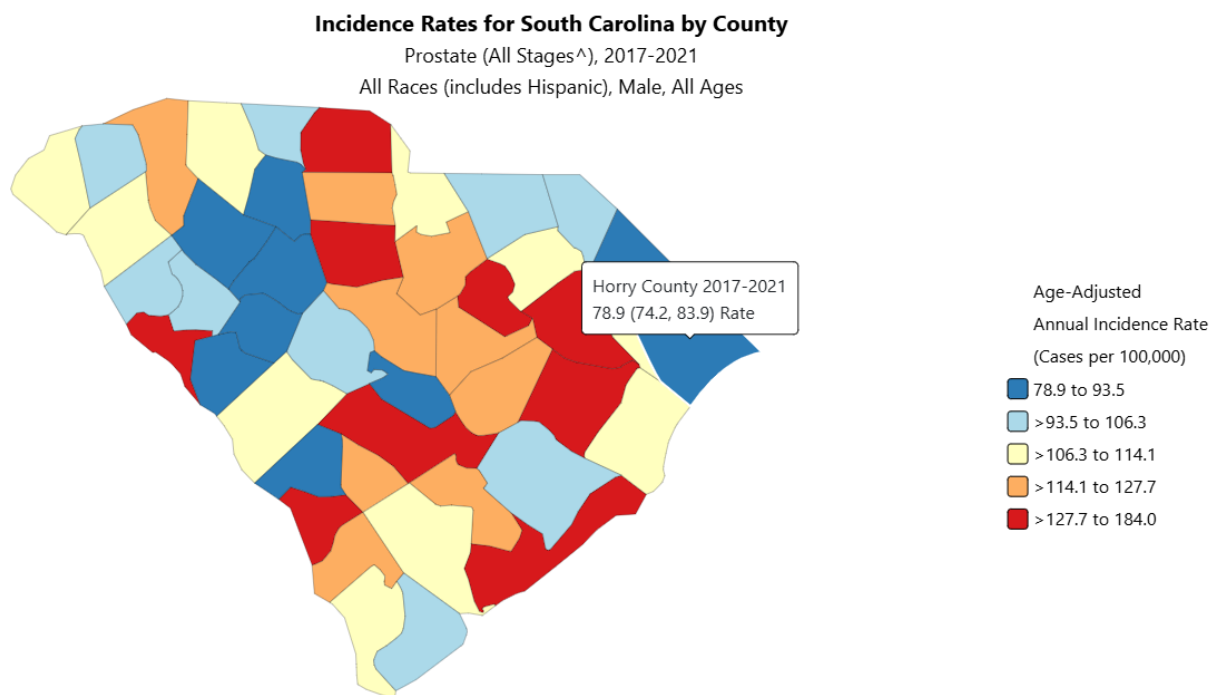 Incidence Rates for South Carolina by County
Prostate (All Stages^), 2017-2021
All Races (includes Hispanic), Male, All Ages
Horry County 2017-2021
78.9 (74.2, 83.9) Rate
Age-Adjusted
Annual Incidence Rate
(Cases per 100,000)
78.9 to 93.5
>93.5 to 106.3
>106.3 to 114.1
>114.1 to 127.7
>127.7 to 184.0